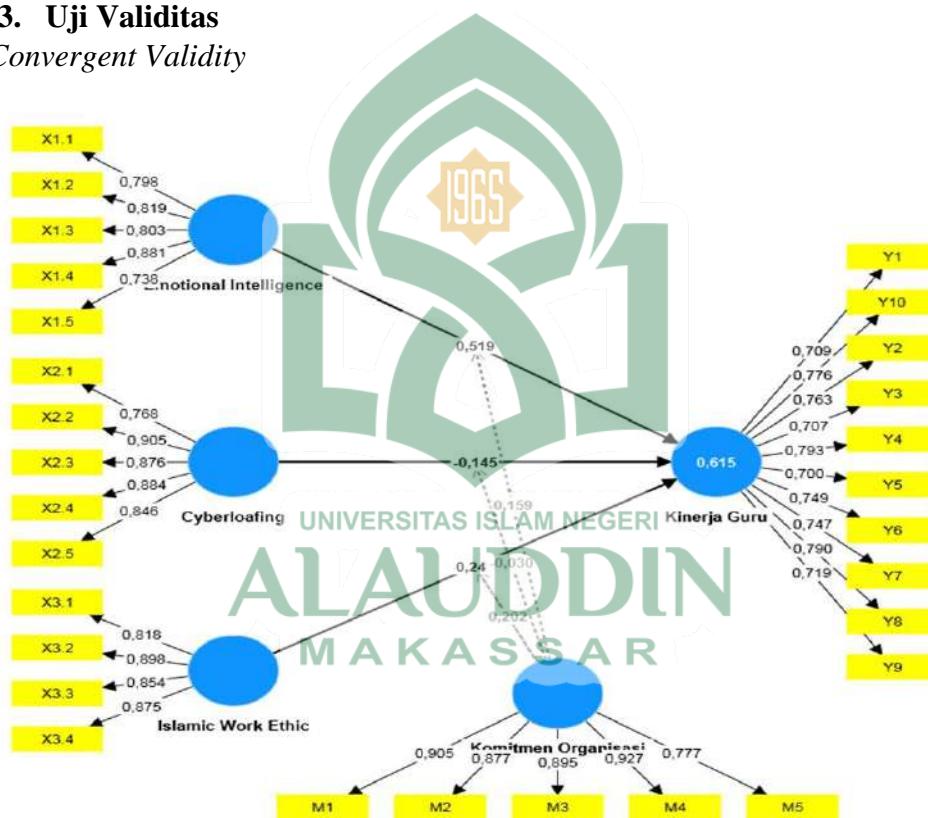 3. Uji Validitas
Convergent Validity
1965
X1.1
X1.2
X1.3
X1.4
X1.5
0,798
0,819
0,803
0,881
0,738
Emotional Intelligence
X2.1
X2.2
X2.3
X2.4
X2.5
0,768
0,905
0,876
0,884
0,846
Cyberloafing
X3.1
X3.2
X3.3
X3.4
0,818
0,898
0,854
0,875
Islamic Work Ethic
0,519
-0,145
0,24
-0,159
-0,030
0,202
0,615
Kinerja Guru
0,709
0,776
0,763
0,707
0,793
0,700
0,749
0,747
0,790
0,719
Y1
Y10
Y2
Y3
Y4
Y5
Y6
Y7
Y8
Y9
UNIVERSITAS ISLAM NEGERI
ALAUDDIN
MAKASSAR
Komitmen Organisasi
0,905
0,877
0,895
0,927
0,777
M1
M2
M3
M4
M5